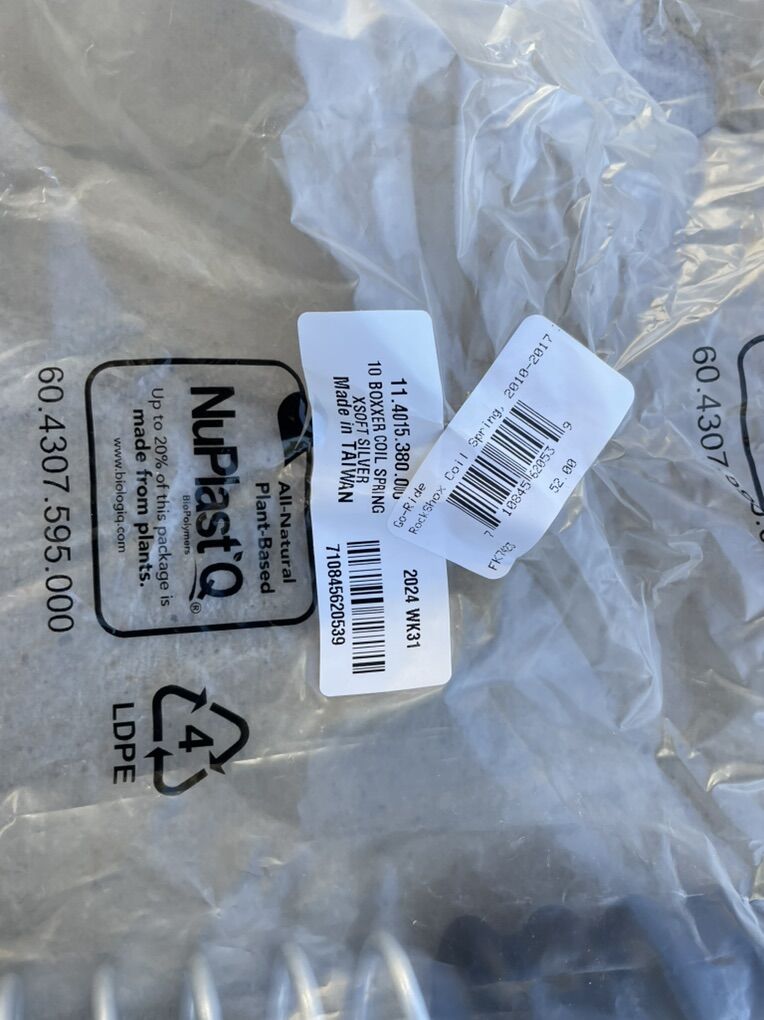 60.4307.595.000
All-Natural
Plant-Based
NuPlast'Q®
BioPolymers
Up to 20% of this package is
made from plants.
www.biologiq.com
4
LDPE
11.4015.380.0
2024 WK31
10 BOXXER COIL SPRING
XSOFT SILVER
Made in TAIWAN
710845620539
Go-Ride
RockShox Coil Spring, 2010-2017
7 10845 62053 9
52.00
60.4307